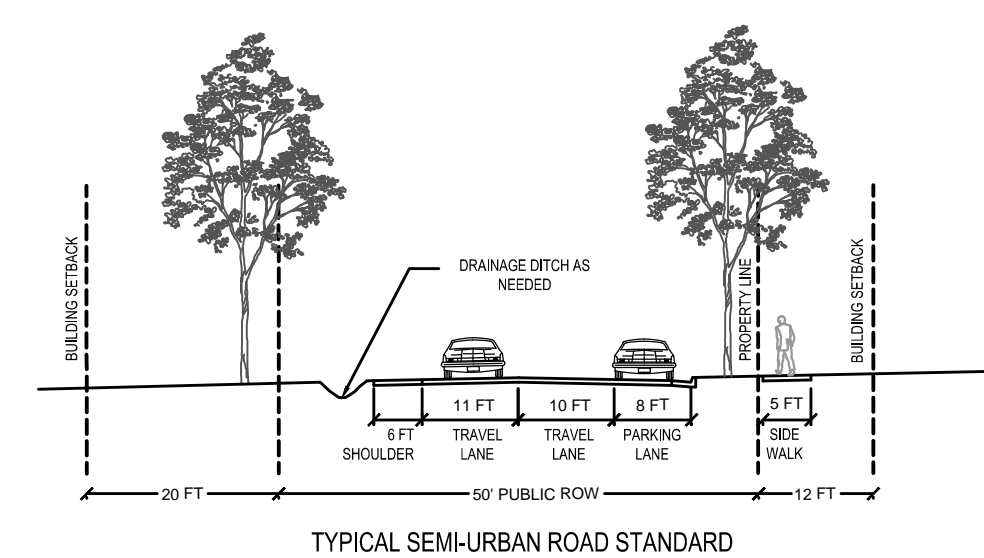 BUILDING SETBACK
DRAINAGE DITCH AS
NEEDED
PROPERTY LINE
BUILDING SETBACK
11 FT
10 FT
8 FT
5 FT
6 FT
SHOULDER
TRAVEL
LANE
TRAVEL
LANE
PARKING
LANE
SIDE
WALK
20 FT
50' PUBLIC ROW
12 FT
TYPICAL SEMI-URBAN ROAD STANDARD